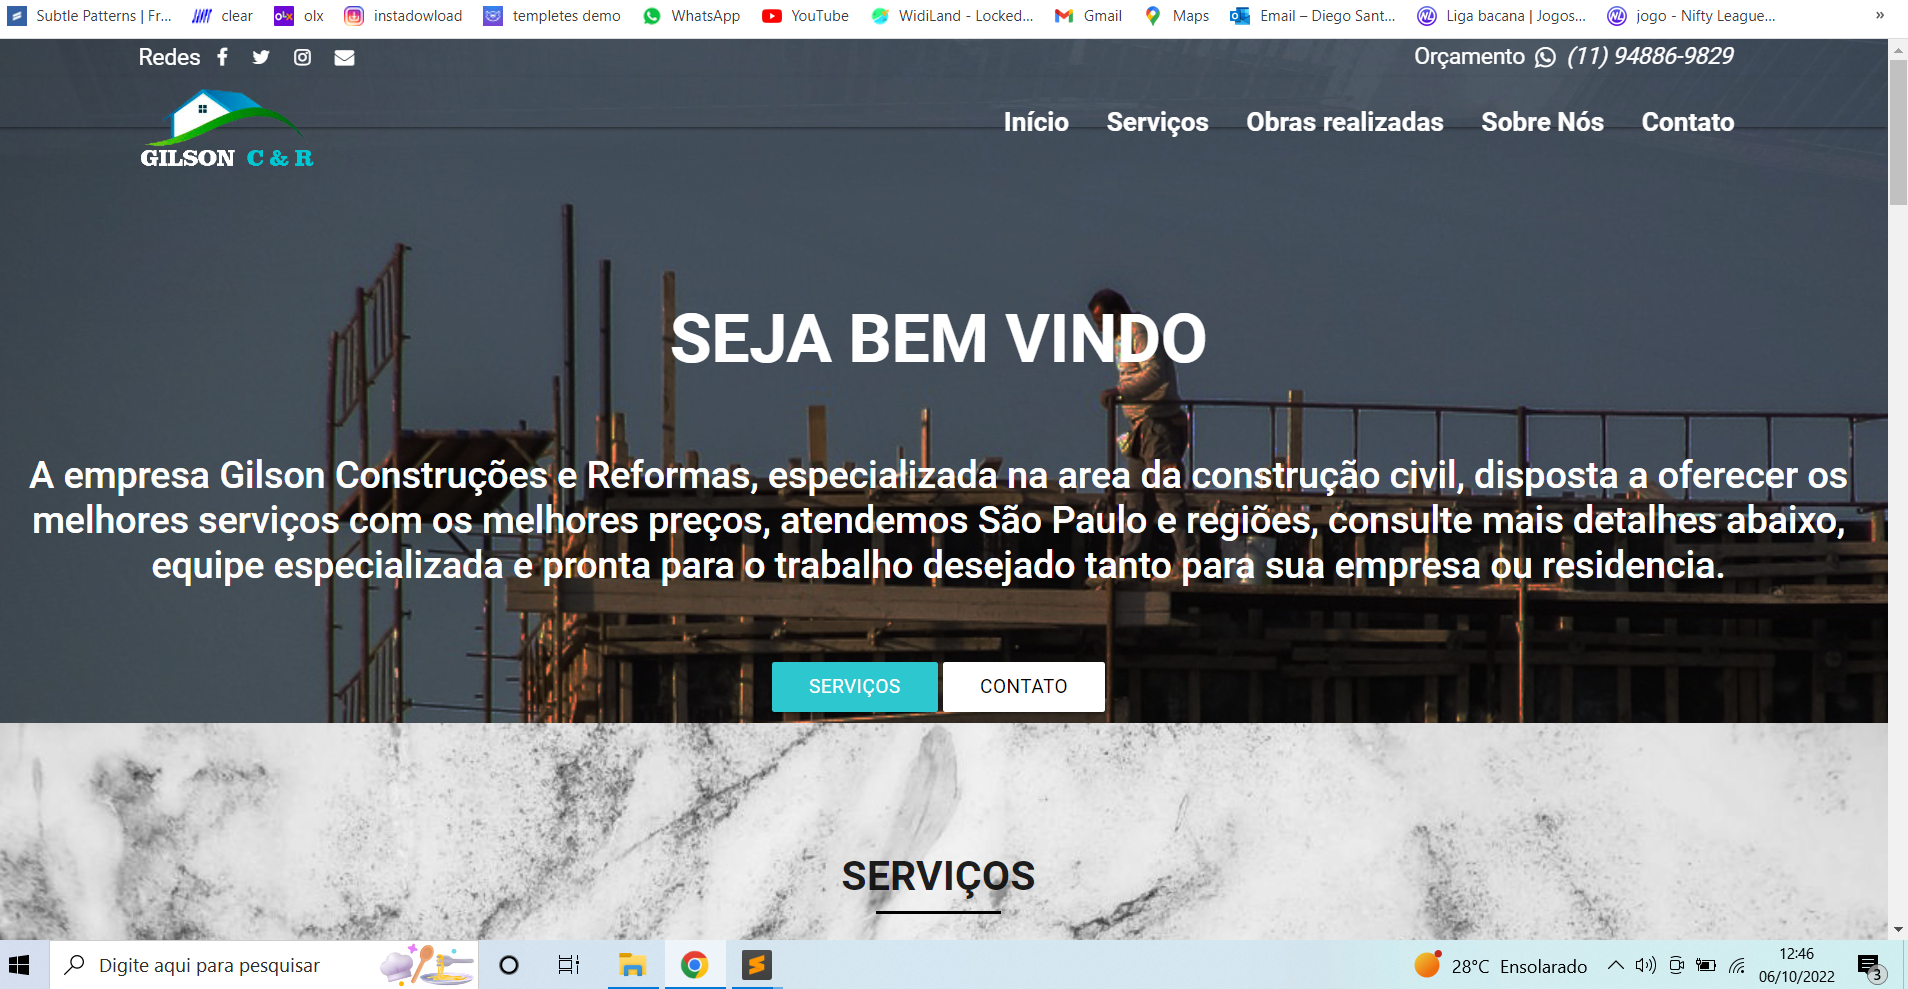 Subtle Patterns | Fr... clear olx instadowload templetes demo WhatsApp YouTube WidiLand - Locked... Gmail Maps Email – Diego Sant... Liga bacana | Jogos... jogo - Nifty League... »
Redes Orçamento (11) 94886-9829
GILSON C & R
Início Serviços Obras realizadas Sobre Nós Contato
SEJA BEM VINDO
A empresa Gilson Construções e Reformas, especializada na area da construção civil, disposta a oferecer os
melhores serviços com os melhores preços, atendemos São Paulo e regiões, consulte mais detalhes abaixo,
equipe especializada e pronta para o trabalho desejado tanto para sua empresa ou residencia.
SERVIÇOS CONTATO
SERVIÇOS
Digite aqui para pesquisar 28°C Ensolarado 12:46
06/10/2022 3